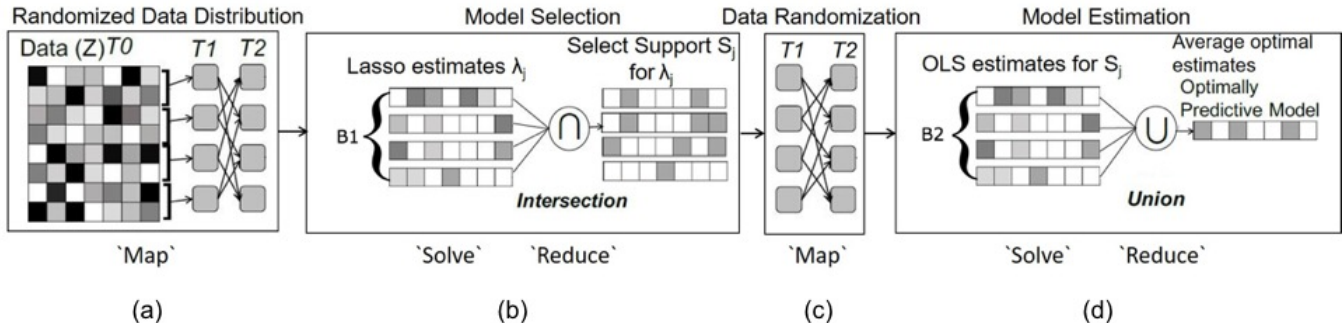 Randomized Data Distribution
Data (Z)T0
T1 T2
`Map`
(a)
Model Selection
Lasso estimates λj
Select Support Sj
for λj
B1
∩
Intersection
`Solve` `Reduce`
(b)
Data Randomization
T1 T2
`Map`
(c)
Model Estimation
OLS estimates for Sj
Average optimal
estimates
Optimally
Predictive Model
B2
∪
Union
`Solve` `Reduce`
(d)